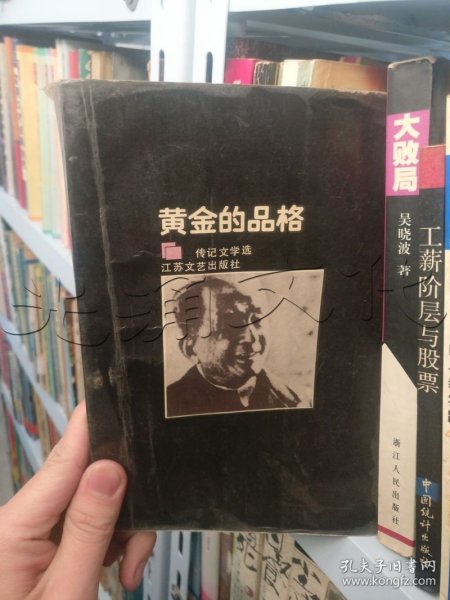 黄金的品格
传记文学选
江苏文艺出版社
大败局
吴晓波 著
浙江人民出版社
工薪阶层与股票
中国统计出版社
孔夫子旧书网
www.kongfz.com